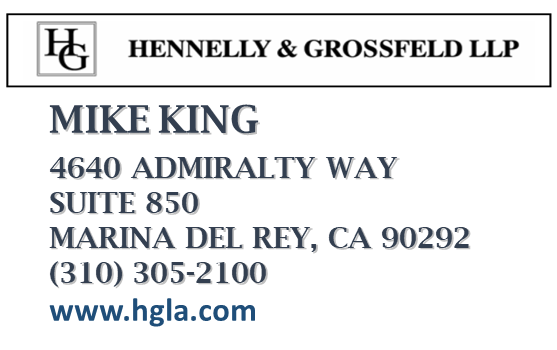 HG HENNELLY & GROSSFELD LLP
MIKE KING
4640 ADMIRALTY WAY
SUITE 850
MARINA DEL REY, CA 90292
(310) 305-2100
www.hgla.com